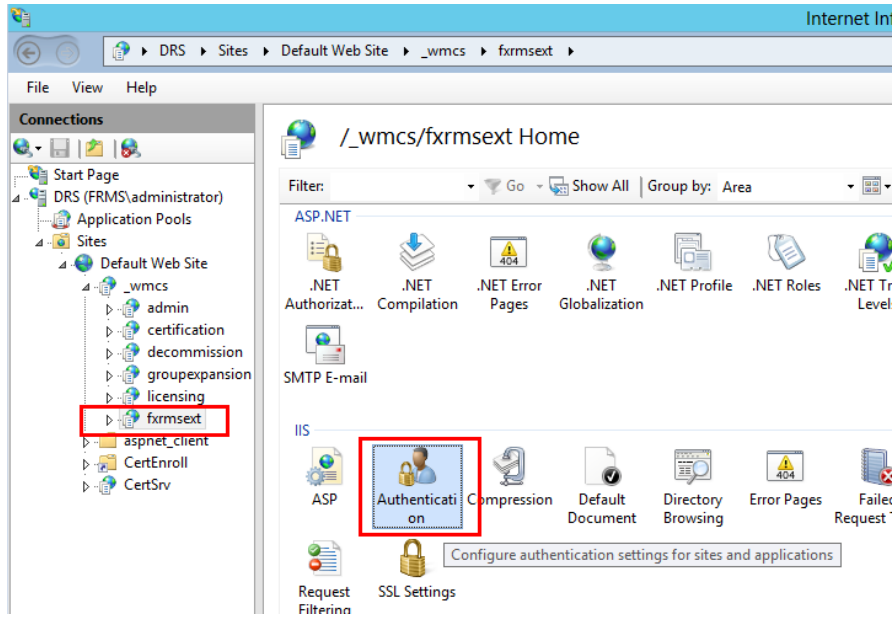 Internet Inf
DRS Sites Default Web Site _wmcs fxrmsext
File View Help
Connections
Start Page
DRS (FRMS\administrator)
Application Pools
Sites
Default Web Site
_wmcs
admin
certification
decommission
groupexpansion
licensing
fxrmsext
aspnet_client
CertEnroll
CertSrv
/_wmcs/fxrmsext Home
Filter: Go Show All Group by: Area
ASP.NET
.NET Authorizat...
.NET Compilation
404
.NET Error Pages
.NET Globalization
.NET Profile
.NET Roles
.NET Tr
Levels
SMTP E-mail
IIS
ASP
Authenticati
on
Compression
Default
Document
Directory
Browsing
404
Error Pages
Failed
Request T
Configure authentication settings for sites and applications
Request
Filtering
SSL Settings